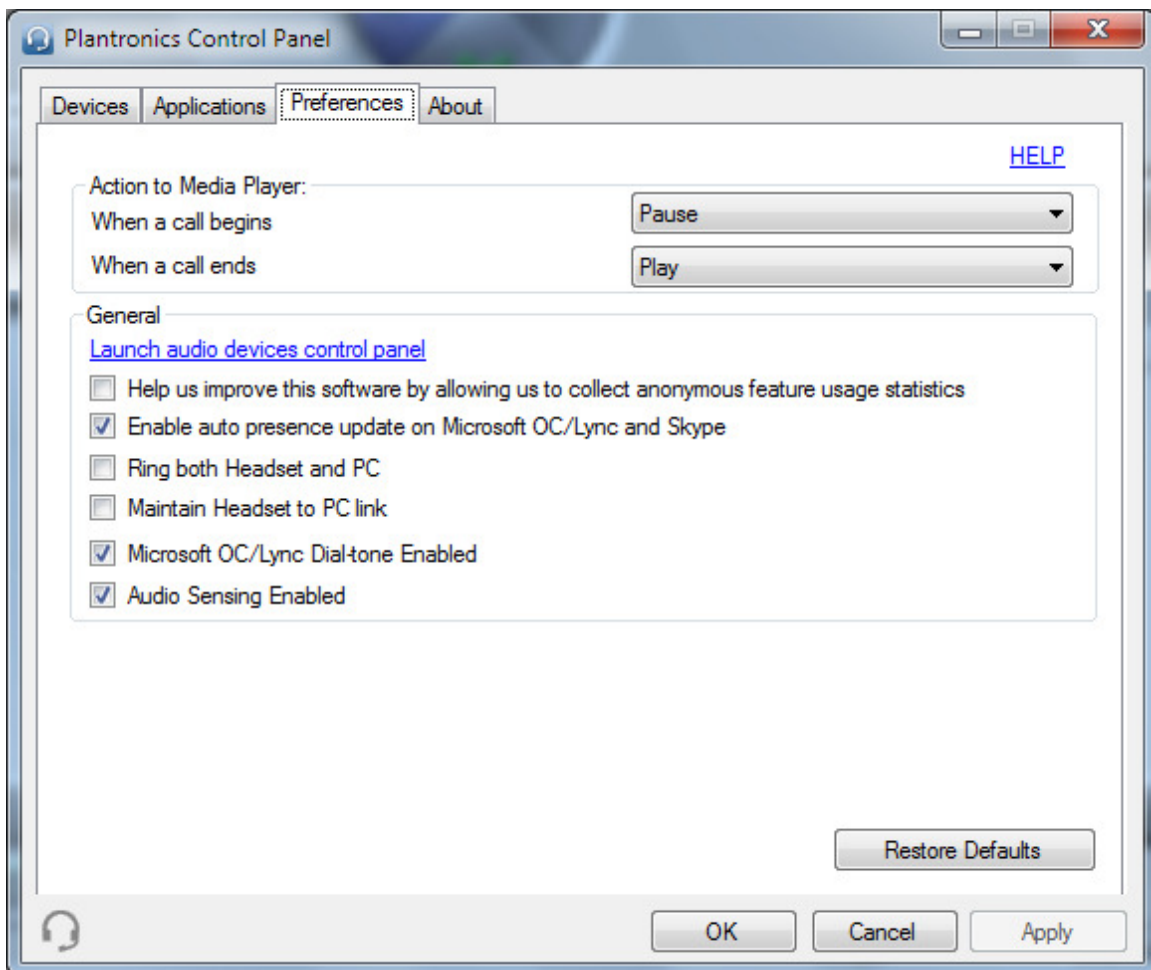 Plantronics Control Panel
Devices Applications Preferences About
HELP
Action to Media Player:
When a call begins Pause
When a call ends Play
General
Launch audio devices control panel
Help us improve this software by allowing us to collect anonymous feature usage statistics
Enable auto presence update on Microsoft OC/Lync and Skype
Ring both Headset and PC
Maintain Headset to PC link
Microsoft OC/Lync Dial-tone Enabled
Audio Sensing Enabled
Restore Defaults
OK Cancel Apply